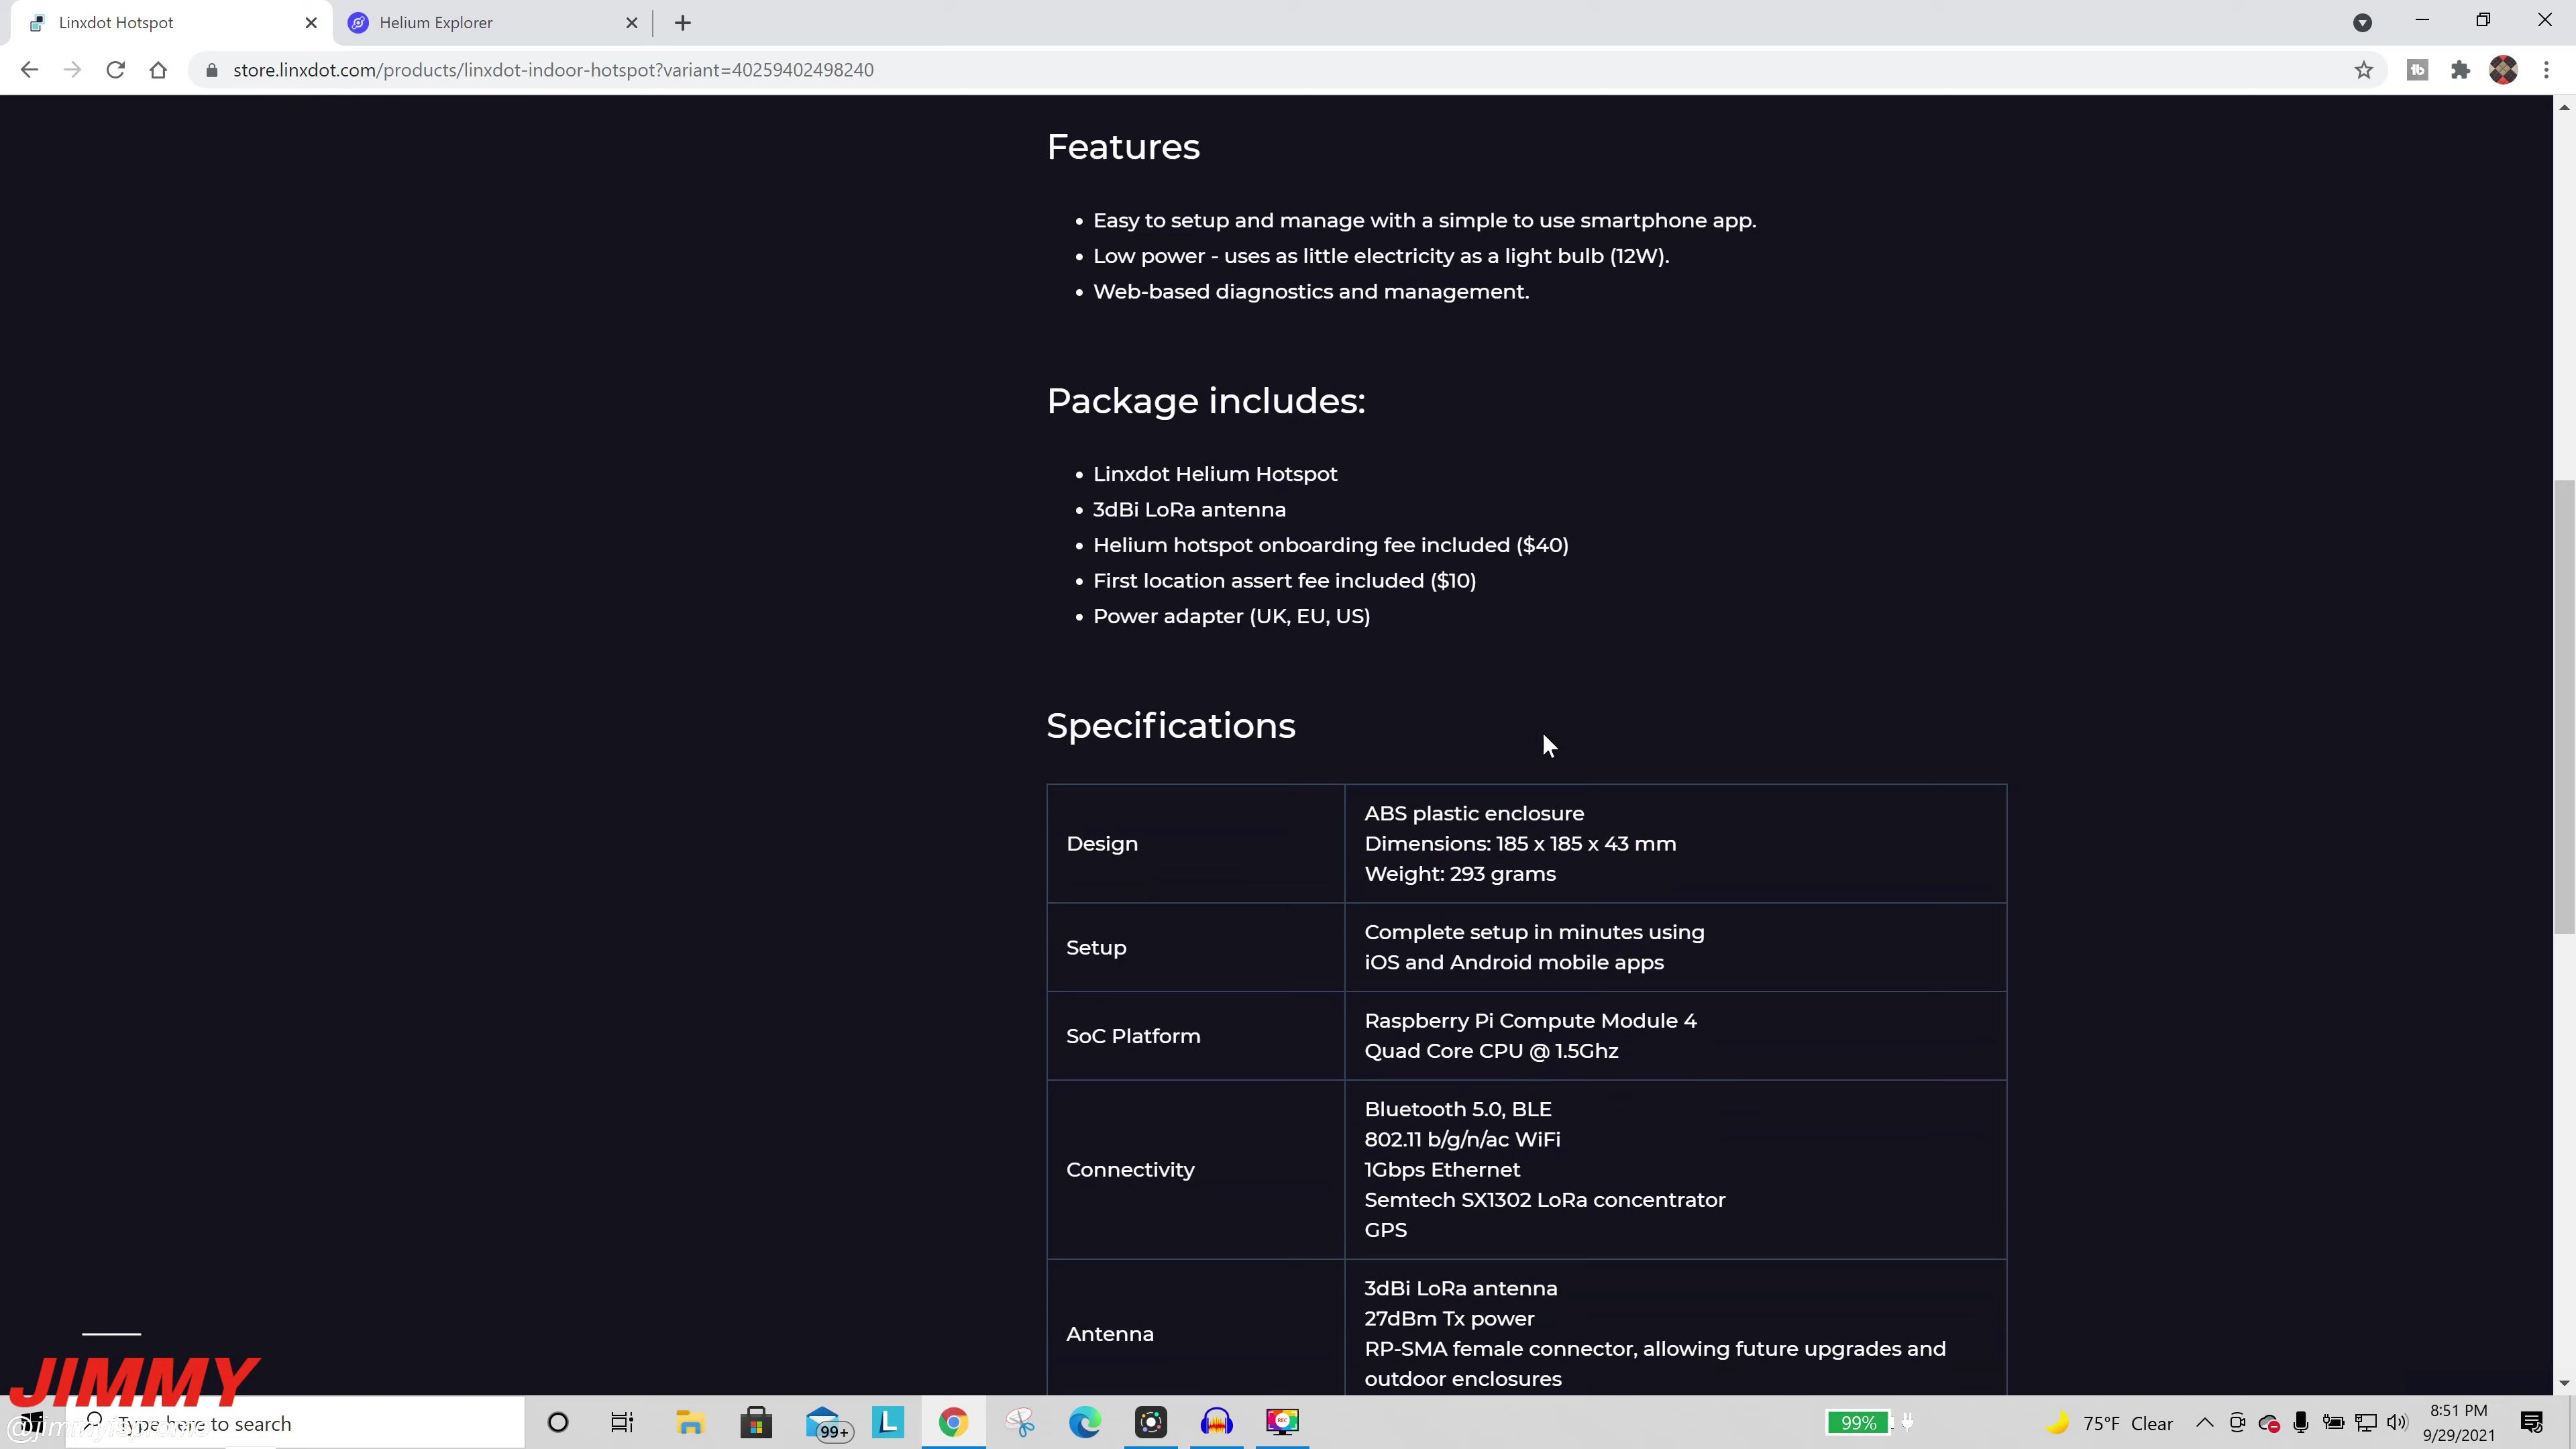 Linxdot Hotspot
Helium Explorer
store.linxdot.com/products/linxdot-indoor-hotspot?variant=40259402498240
Features
• Easy to setup and manage with a simple to use smartphone app.
• Low power - uses as little electricity as a light bulb (12W).
• Web-based diagnostics and management.
Package includes:
• Linxdot Helium Hotspot
• 3dBi LoRa antenna
• Helium hotspot onboarding fee included ($40)
• First location assert fee included ($10)
• Power adapter (UK, EU, US)
Specifications
Design
ABS plastic enclosure
Dimensions: 185 x 185 x 43 mm
Weight: 293 grams
Setup
Complete setup in minutes using
iOS and Android mobile apps
SoC Platform
Raspberry Pi Compute Module 4
Quad Core CPU @ 1.5Ghz
Connectivity
Bluetooth 5.0, BLE
802.11 b/g/n/ac WiFi
1Gbps Ethernet
Semtech SX1302 LoRa concentrator
GPS
Antenna
3dBi LoRa antenna
27dBm Tx power
RP-SMA female connector, allowing future upgrades and
outdoor enclosures
JIMMY
Type here to search
99+
L
REC
99%
75°F Clear
8:51 PM
9/29/2021